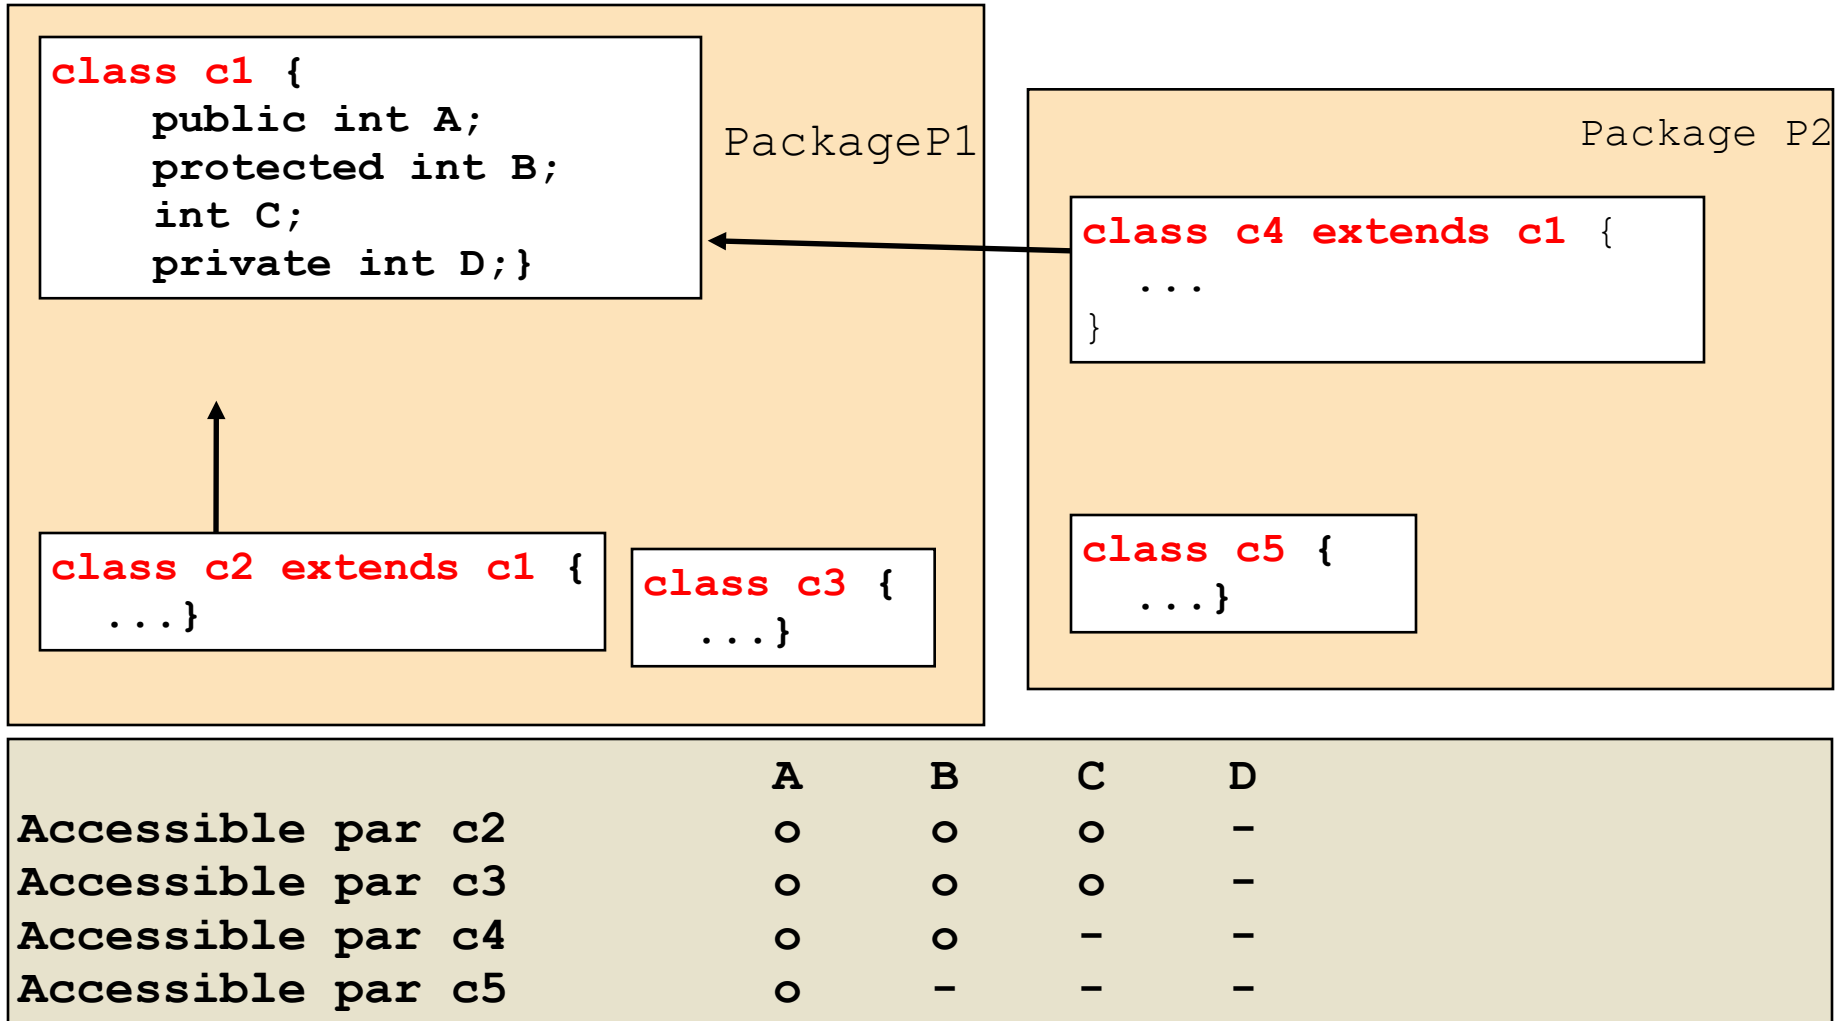 class c1 {
public int A;
protected int B;
int C;
private int D;}
PackageP1
class c2 extends c1 {
...}
class c3 {
...}
Package P2
class c4 extends c1 {
...
}
class c5 {
...}
A B C D
Accessible par c2 o o o -
Accessible par c3 o o o -
Accessible par c4 o o - -
Accessible par c5 o - - -